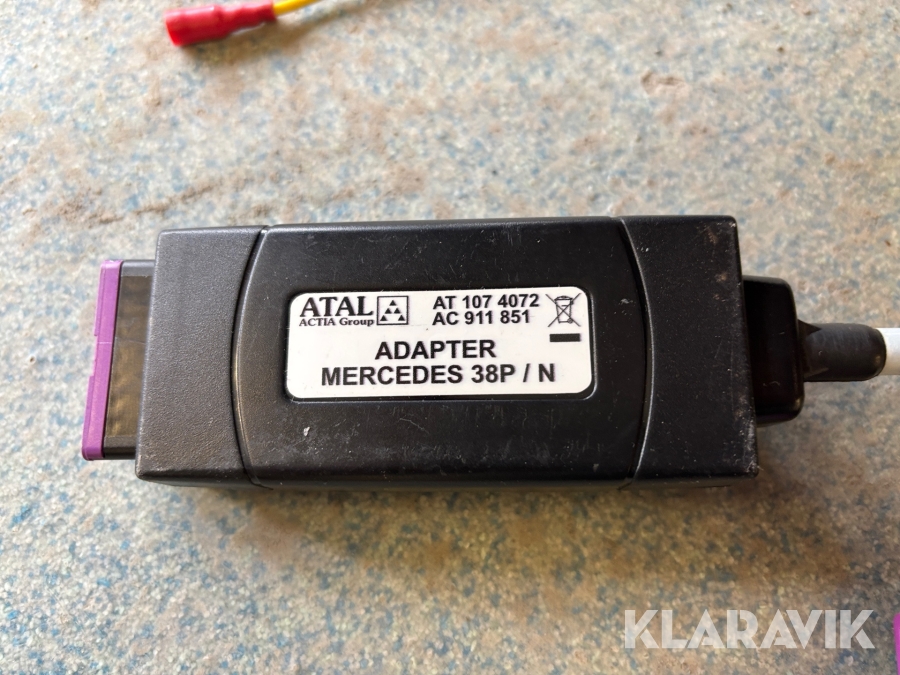 ATAL
ACTIA Group
AT 107 4072
AC 911 851
ADAPTER
MERCEDES 38P / N
KLARAVIK